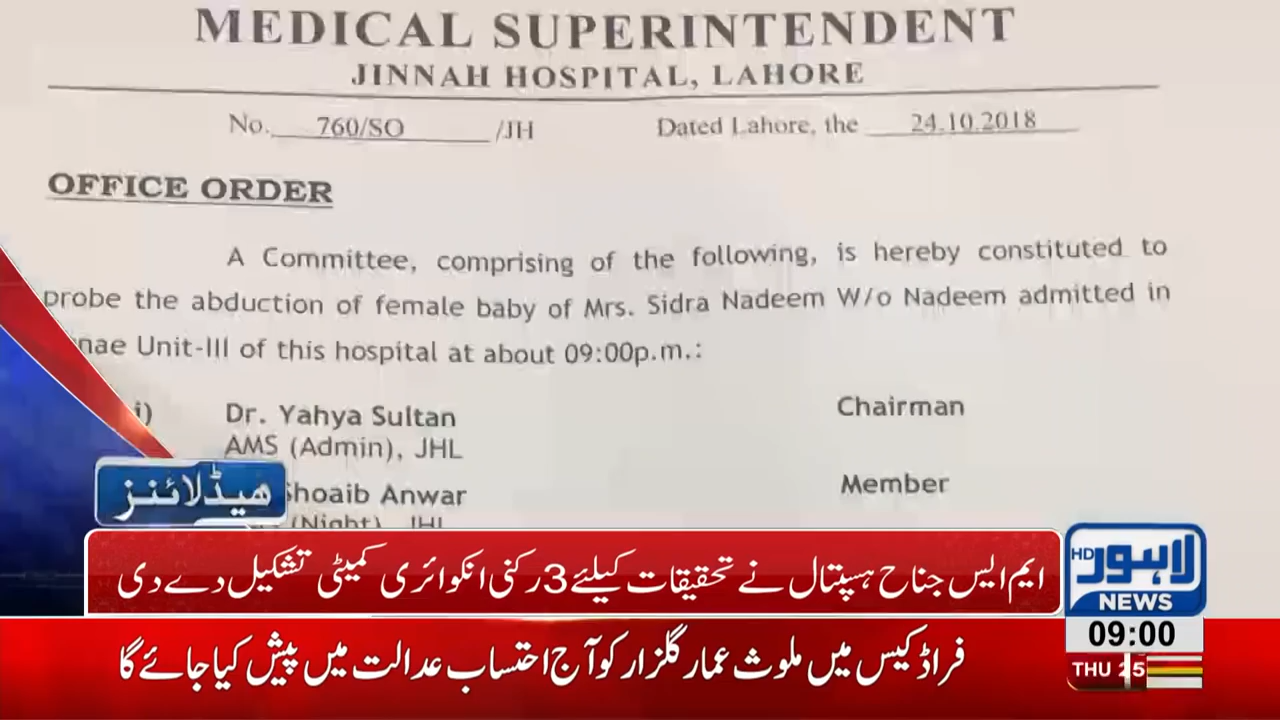 MEDICAL SUPERINTENDENT
JINNAH HOSPITAL, LAHORE
No. 760/SO /JH Dated Lahore, the 24.10.2018
OFFICE ORDER
A Committee, comprising of the following, is hereby constituted to
probe the abduction of female baby of Mrs. Sidra Nadeem W/o Nadeem admitted in
Unit-III of this hospital at about 09:00p.m.:
i) Dr. Yahya Sultan Chairman
AMS (Admin), JHL
Shoaib Anwar Member
(Night), JHL
ہیڈلائنز
ایم ایس جناح ہسپتال نے تحقیقات کیلئے 3 رکنی انکوائری کمیٹی تشکیل دے دی
فراڈ کیس میں ملوث عمار گلزار کو آج احتساب عدالت میں پیش کیا جائے گا
لاہور HD
NEWS
09:00
THU 25